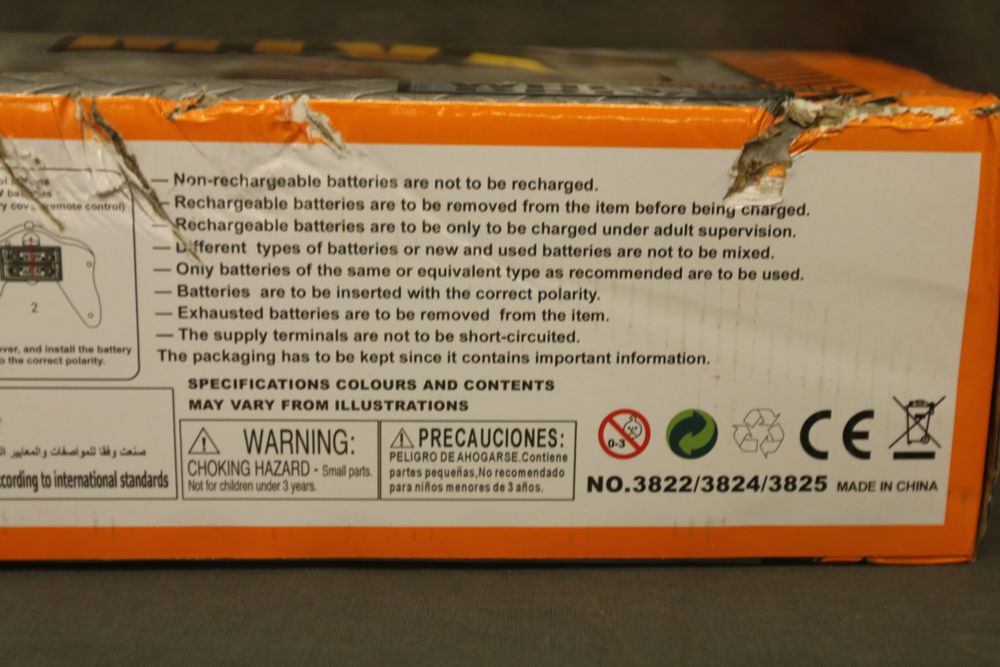 — Non-rechargeable batteries are not to be recharged.
— Rechargeable batteries are to be removed from the item before being charged.
— Rechargeable batteries are to be only to be charged under adult supervision.
— Different types of batteries or new and used batteries are not to be mixed.
— Only batteries of the same or equivalent type as recommended are to be used.
— Batteries are to be inserted with the correct polarity.
— Exhausted batteries are to be removed from the item.
— The supply terminals are not to be short-circuited.
The packaging has to be kept since it contains important information.
SPECIFICATIONS COLOURS AND CONTENTS
MAY VARY FROM ILLUSTRATIONS
remote control)
2
and install the battery
the correct polarity.
صنعت وفقا للمواصفات والمعايير
according to international standards
WARNING:
CHOKING HAZARD - Small parts.
Not for children under 3 years.
PRECAUCIONES:
PELIGRO DE AHOGARSE.Contiene
partes pequeñas,No recomendado
para niños menores de 3 años.
0-3
CE
NO.3822/3824/3825 MADE IN CHINA